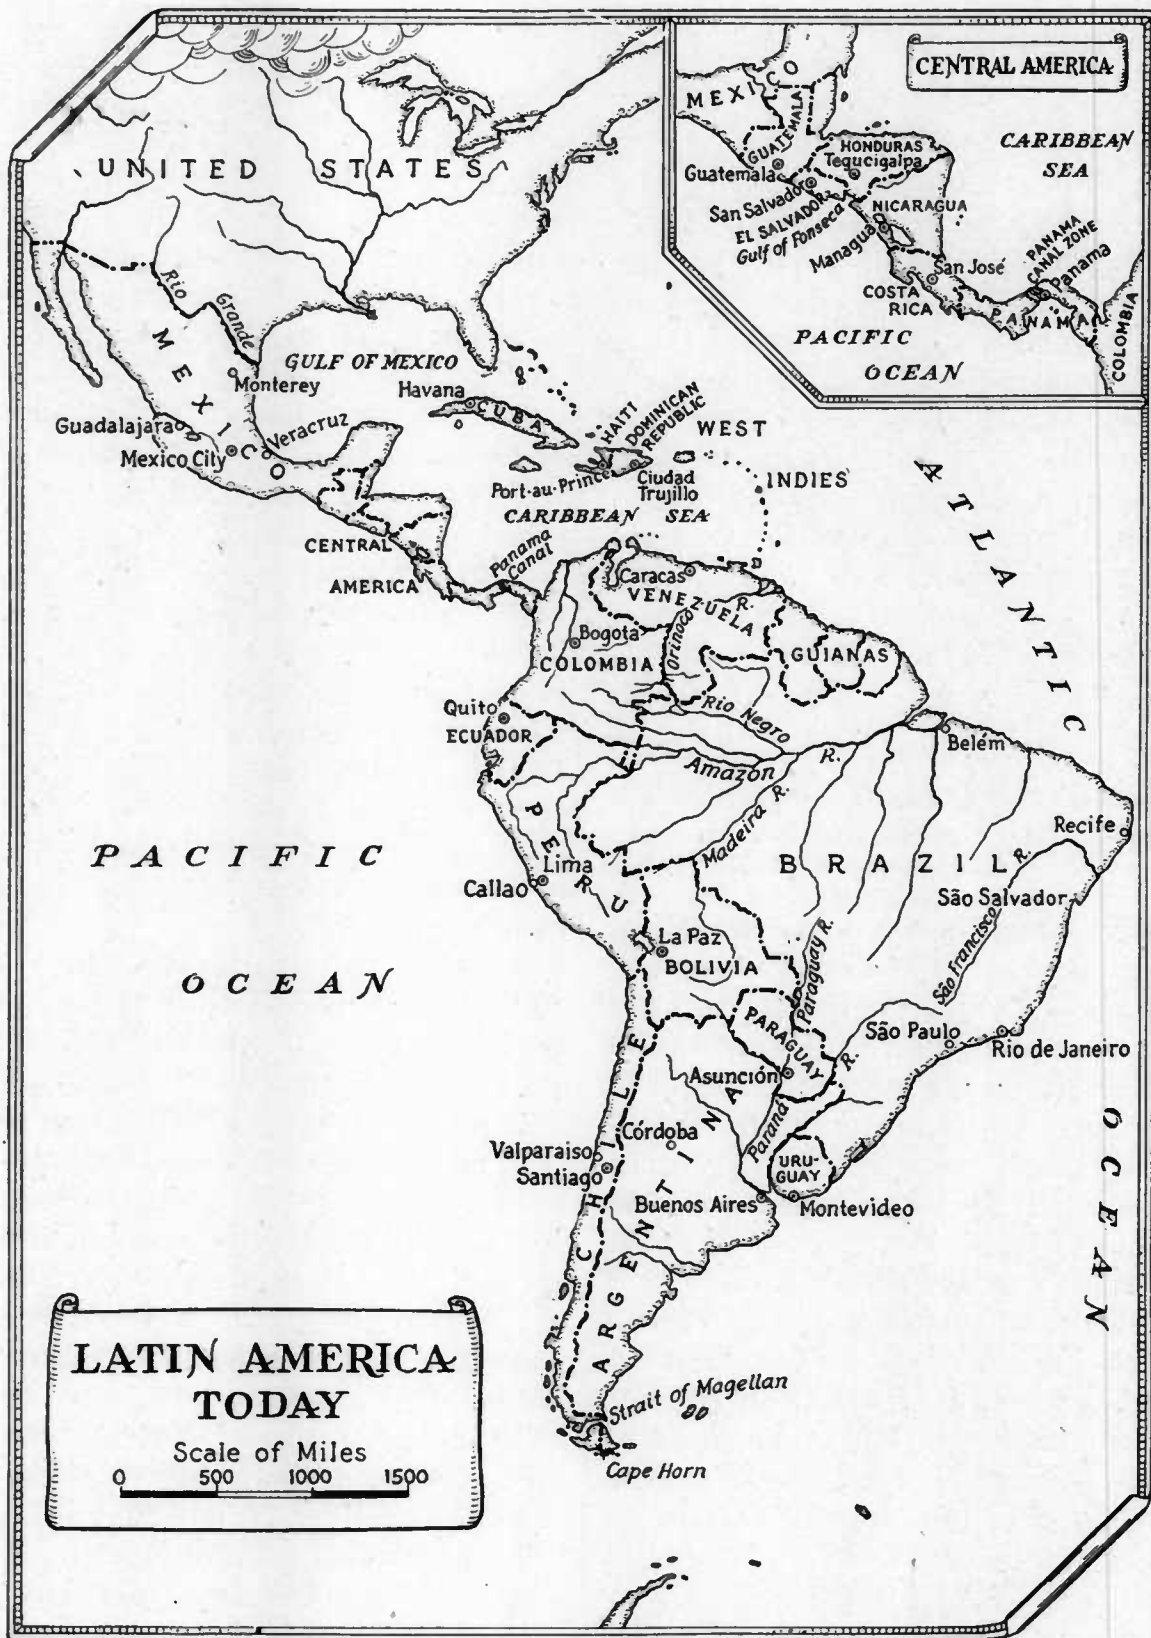 CENTRAL AMERICA
MEXICO
GUATEMALA
Guatemala
HONDURAS
Tegucigalpa
San Salvador
EL SALVADOR
Gulf of Fonseca
NICARAGUA
Managua
San José
COSTA
RICA
PANAMA
CANAL ZONE
Panama
PANAMA
COLOMBIA
CARIBBEAN
SEA
PACIFIC
OCEAN
UNITED STATES
Rio Grande
MEXICO
GULF OF MEXICO
Monterey
Havana
CUBA
HAITI
DOMINICAN
REPUBLIC
WEST
INDIES
Guadalajara
Veracruz
Mexico City
Port-au-Prince
Ciudad
Trujillo
CARIBBEAN SEA
CENTRAL
AMERICA
Panama
Canal
ATLANTIC
OCEAN
Caracas
VENEZUELA
Orinoco R.
Bogota
COLOMBIA
GUIANAS
Quito
ECUADOR
Rio Negro
Amazon R.
Belém
Madeira R.
PERU
BRAZIL
Recife
Lima
Callao
São Salvador
São Francisco R.
PACIFIC
OCEAN
La Paz
BOLIVIA
Paraguay R.
PARAGUAY
São Paulo
Rio de Janeiro
Asunción
Paraná R.
CHILE
Córdoba
Valparaiso
Santiago
ARGENTINA
URU-
GUAY
Buenos Aires
Montevideo
Strait of Magellan
Cape Horn
LATIN AMERICA
TODAY
Scale of Miles
0 500 1000 1500